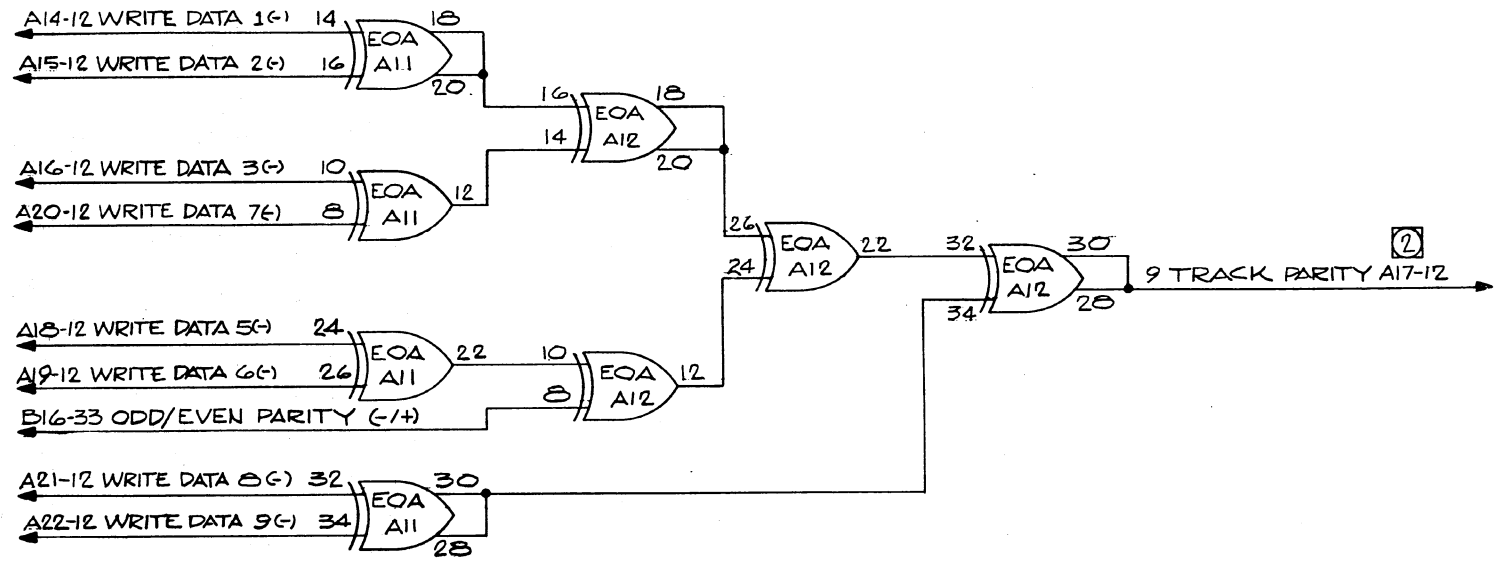 A14-12 WRITE DATA 1(-) 14
EOA
A11
18
A15-12 WRITE DATA 2(-) 16
20
16
EOA
A12
18
14
20
A16-12 WRITE DATA 3(-) 10
EOA
A11
12
A20-12 WRITE DATA 7(-) 8
26
EOA
A12
22
24
32
EOA
A12
30
34
28
2
9 TRACK PARITY A17-12
A18-12 WRITE DATA 5(-) 24
EOA
A11
22
A19-12 WRITE DATA 6(-) 26
10
EOA
A12
12
8
B16-33 ODD/EVEN PARITY (-/+)
A21-12 WRITE DATA 8(-) 32
EOA
A11
30
A22-12 WRITE DATA 9(-) 34
28